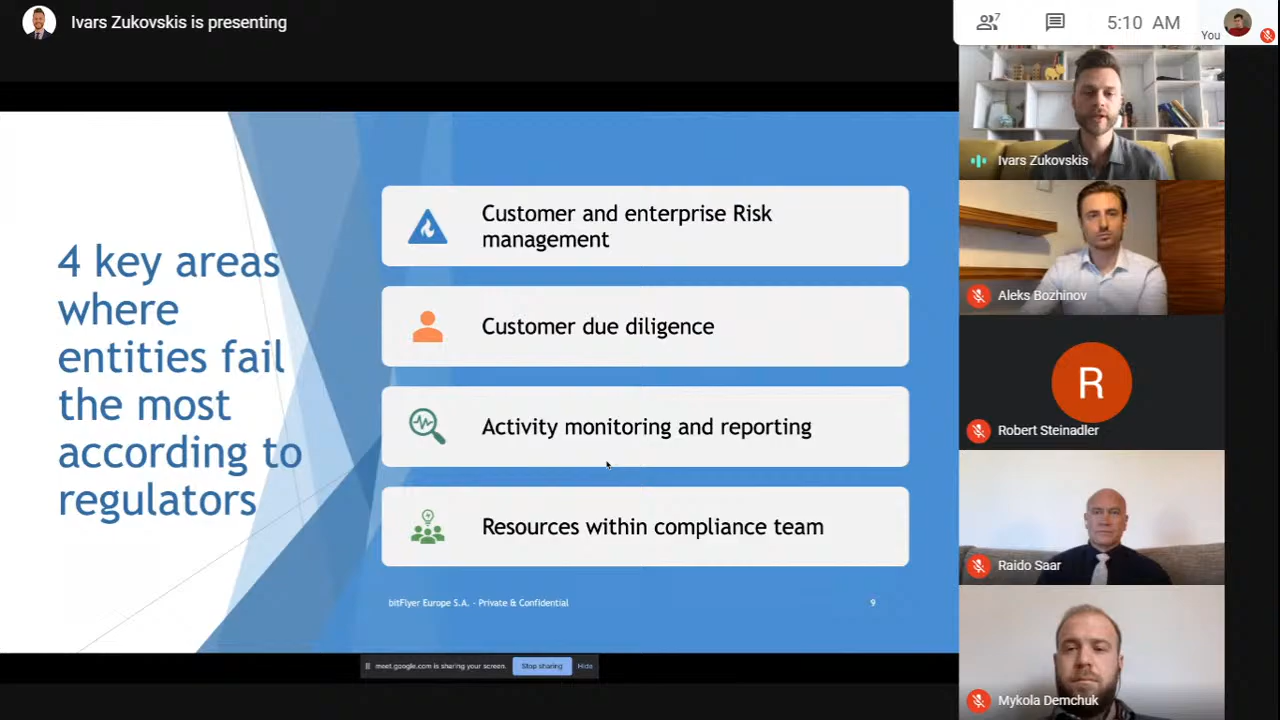 Ivars Zukovskis is presenting
7
5:10 AM
You
4 key areas
where
entities fail
the most
according to
regulators
Customer and enterprise Risk
management
Customer due diligence
Activity monitoring and reporting
Resources within compliance team
bitFlyer Europe S.A. - Private & Confidential
9
meet.google.com is sharing your screen.
Stop sharing
Hide
Ivars Zukovskis
Aleks Bozhinov
R
Robert Steinadler
Raido Saar
Mykola Demchuk